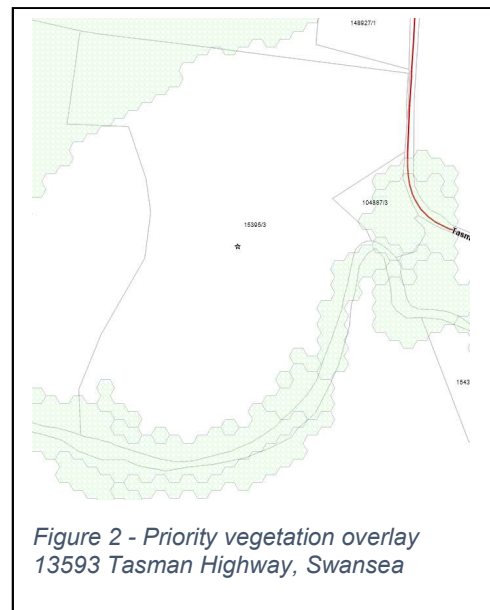 148927/1
104887/3
15395/3
Tasm
1543
Figure 2 - Priority vegetation overlay
13593 Tasman Highway, Swansea